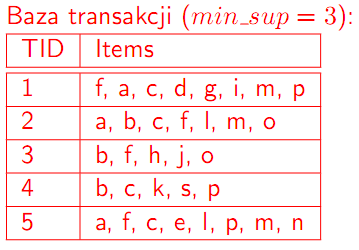 Baza transakcji (min_sup = 3):
TID Items
1 f, a, c, d, g, i, m, p
2 a, b, c, f, l, m, o
3 b, f, h, j, o
4 b, c, k, s, p
5 a, f, c, e, l, p, m, n